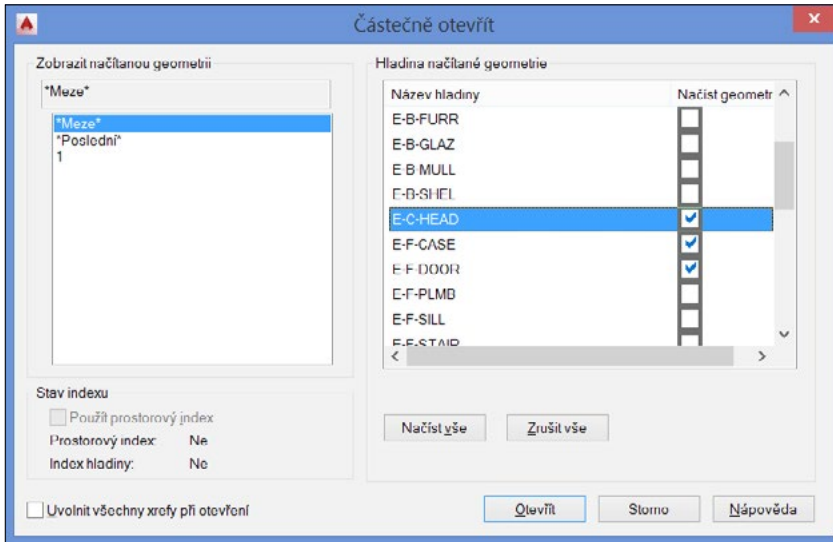 Částečně otevřít
Zobrazit načítanou geometrii
*Meze*
*Meze*
*Poslední*
1
Stav indexu
Použít prostorový index
Prostorový index: Ne
Index hladiny: Ne
Uvolnit všechny xrefy při otevření
Hladina načítané geometrie
Název hladiny Načíst geometr
E-B-FURR
E-B-GLAZ
E-B-MULL
E-B-SHEL
E-C-HEAD
E-F-CASE
E-F-DOOR
E-F-PLMB
E-F-SILL
E-F-STAIR
Načíst vše Zrušit vše
Otevřít Storno Nápověda